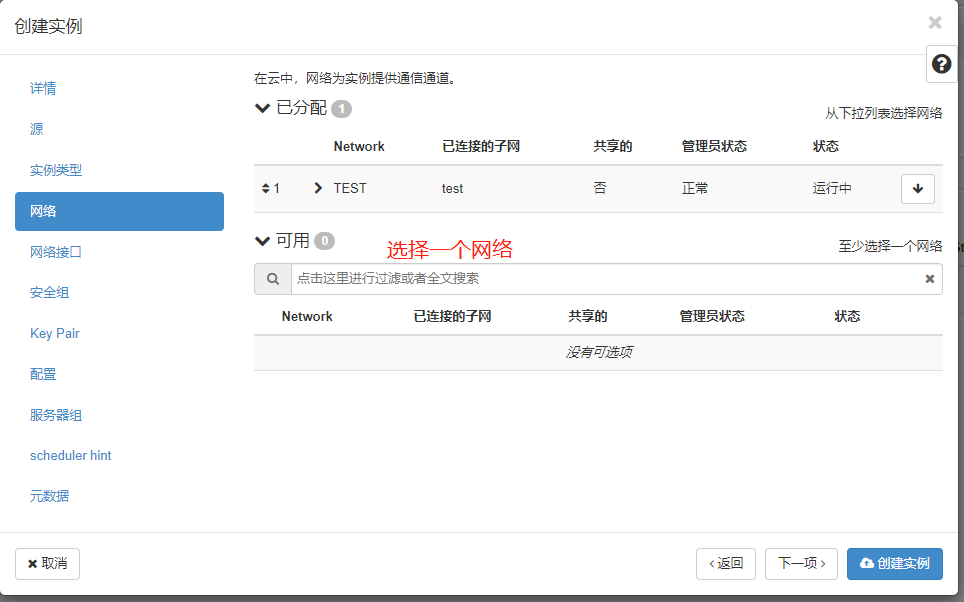 创建实例
详情
源
实例类型
网络
网络接口
安全组
Key Pair
配置
服务器组
scheduler hint
元数据
在云中，网络为实例提供通信通道。
已分配 1
从下拉列表选择网络
Network 已连接的子网 共享的 管理员状态 状态
1 TEST test 否 正常 运行中
可用 0
选择一个网络
至少选择一个网络
点击这里进行过滤或者全文搜索
Network 已连接的子网 共享的 管理员状态 状态
没有可选项
取消
返回
下一项
创建实例